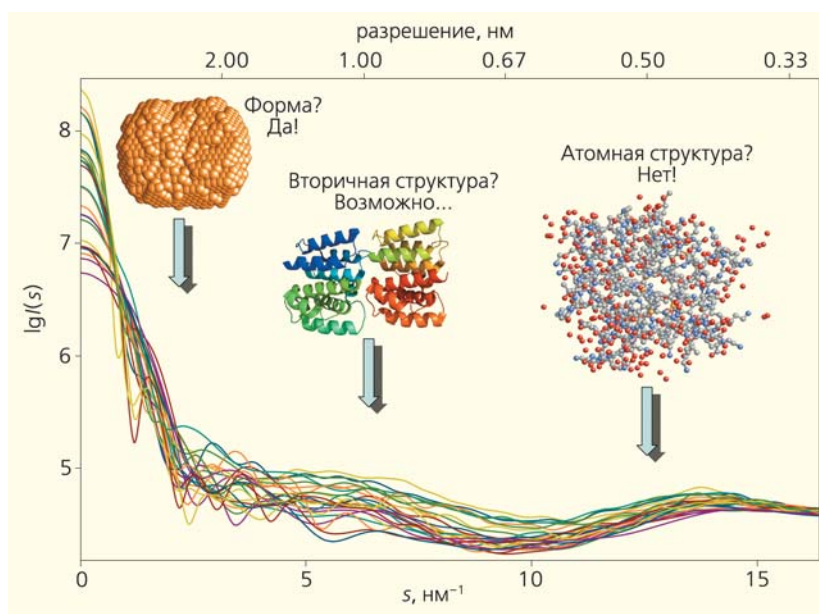 разрешение, нм
2.00 1.00 0.67 0.50 0.33
Форма?
Да!
Вторичная структура?
Возможно...
Атомная структура?
Нет!
8
7
6
5
lgI(s)
0 5 10 15
s, нм⁻¹